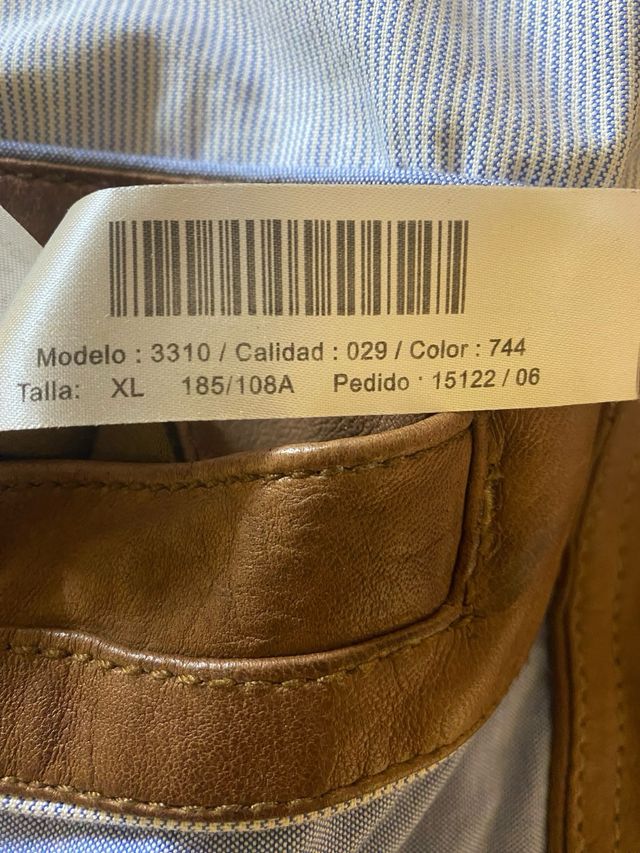 Modelo : 3310 / Calidad : 029 / Color : 744
Talla: XL 185/108A Pedido : 15122 / 06